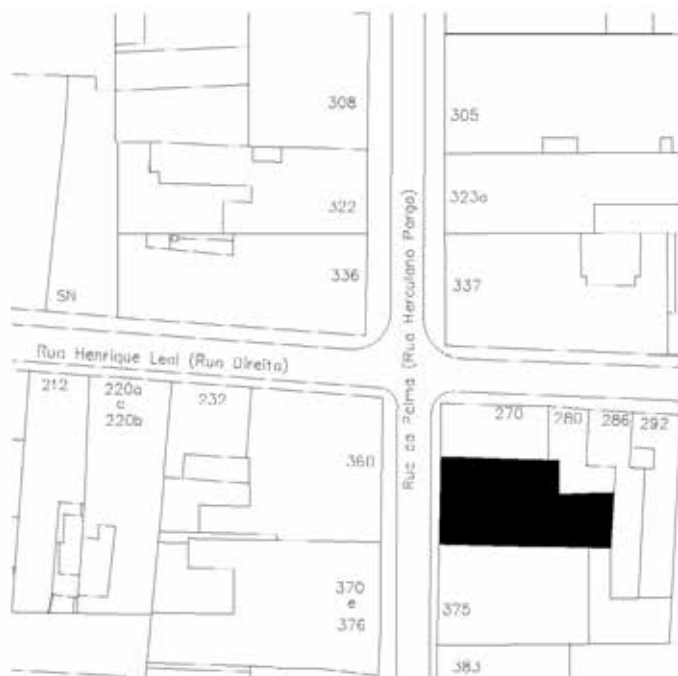 308
305
322
323a
336
337
SN
Rua Henrique Leal (Rua Direita)
Rua da Palma (Rua Herculano Parga)
212
220a
e
220b
232
360
270
280
286
292
370
e
376
375
383